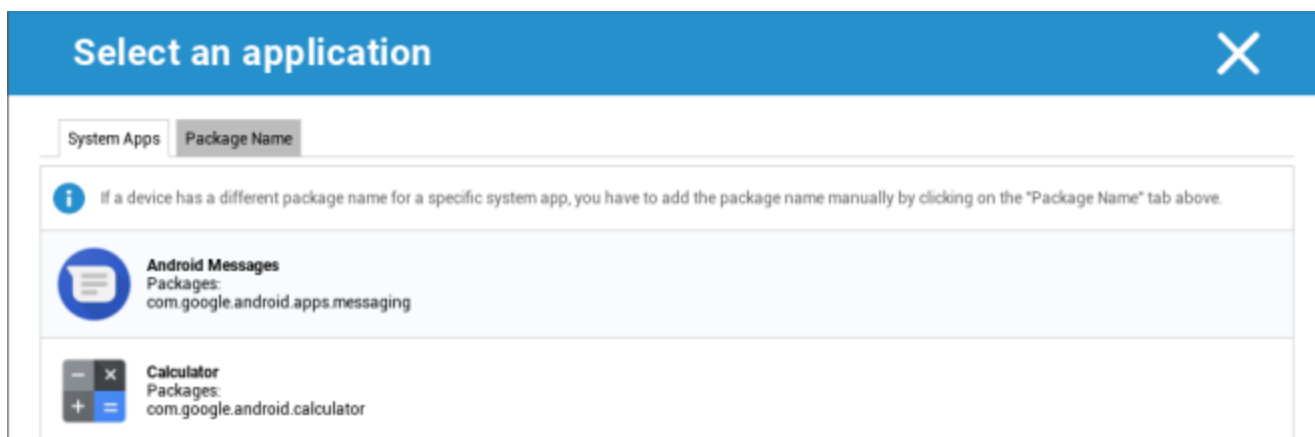 Select an application
System Apps
Package Name
If a device has a different package name for a specific system app, you have to add the package name manually by clicking on the "Package Name" tab above.
Android Messages
Packages:
com.google.android.apps.messaging
Calculator
Packages:
com.google.android.calculator